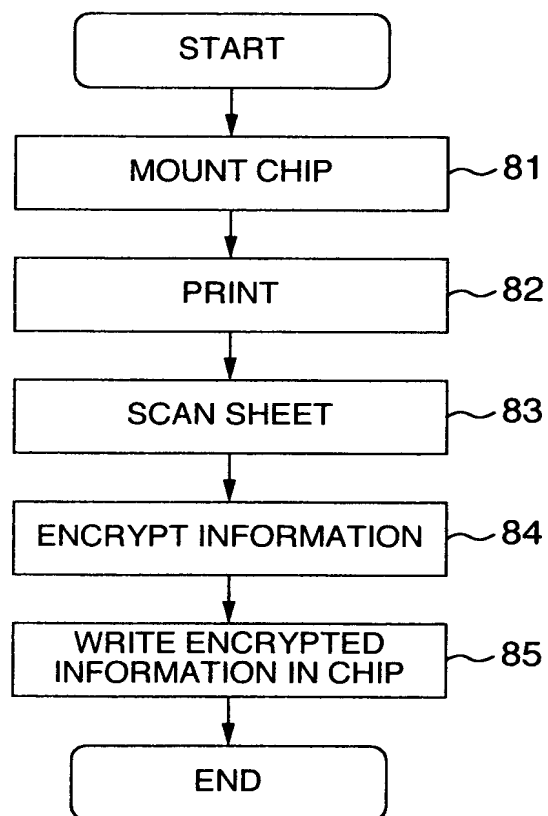 START
MOUNT CHIP 81
PRINT 82
SCAN SHEET 83
ENCRYPT INFORMATION 84
WRITE ENCRYPTED
INFORMATION IN CHIP 85
END